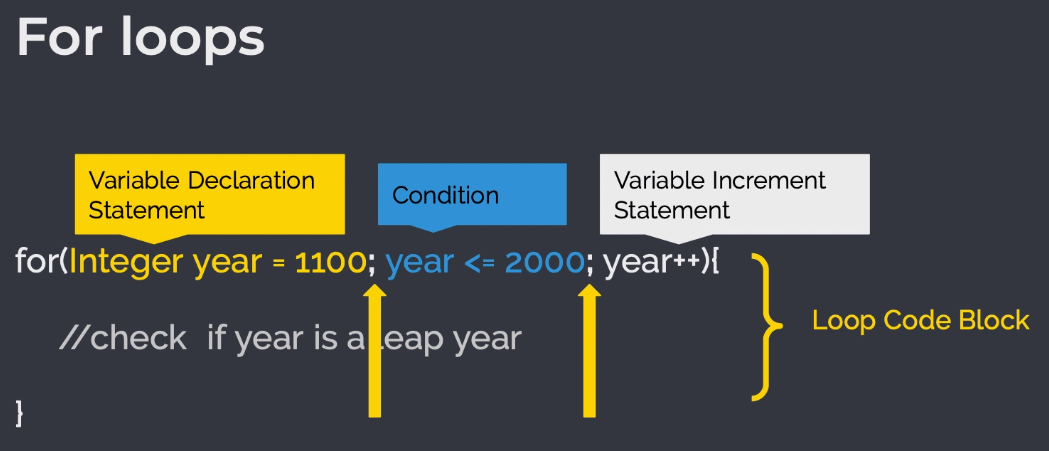 For loops
Variable Declaration
Statement
Condition
Variable Increment
Statement
for(Integer year = 1100; year <= 2000; year++){
//check  if year is a leap year
Loop Code Block
}